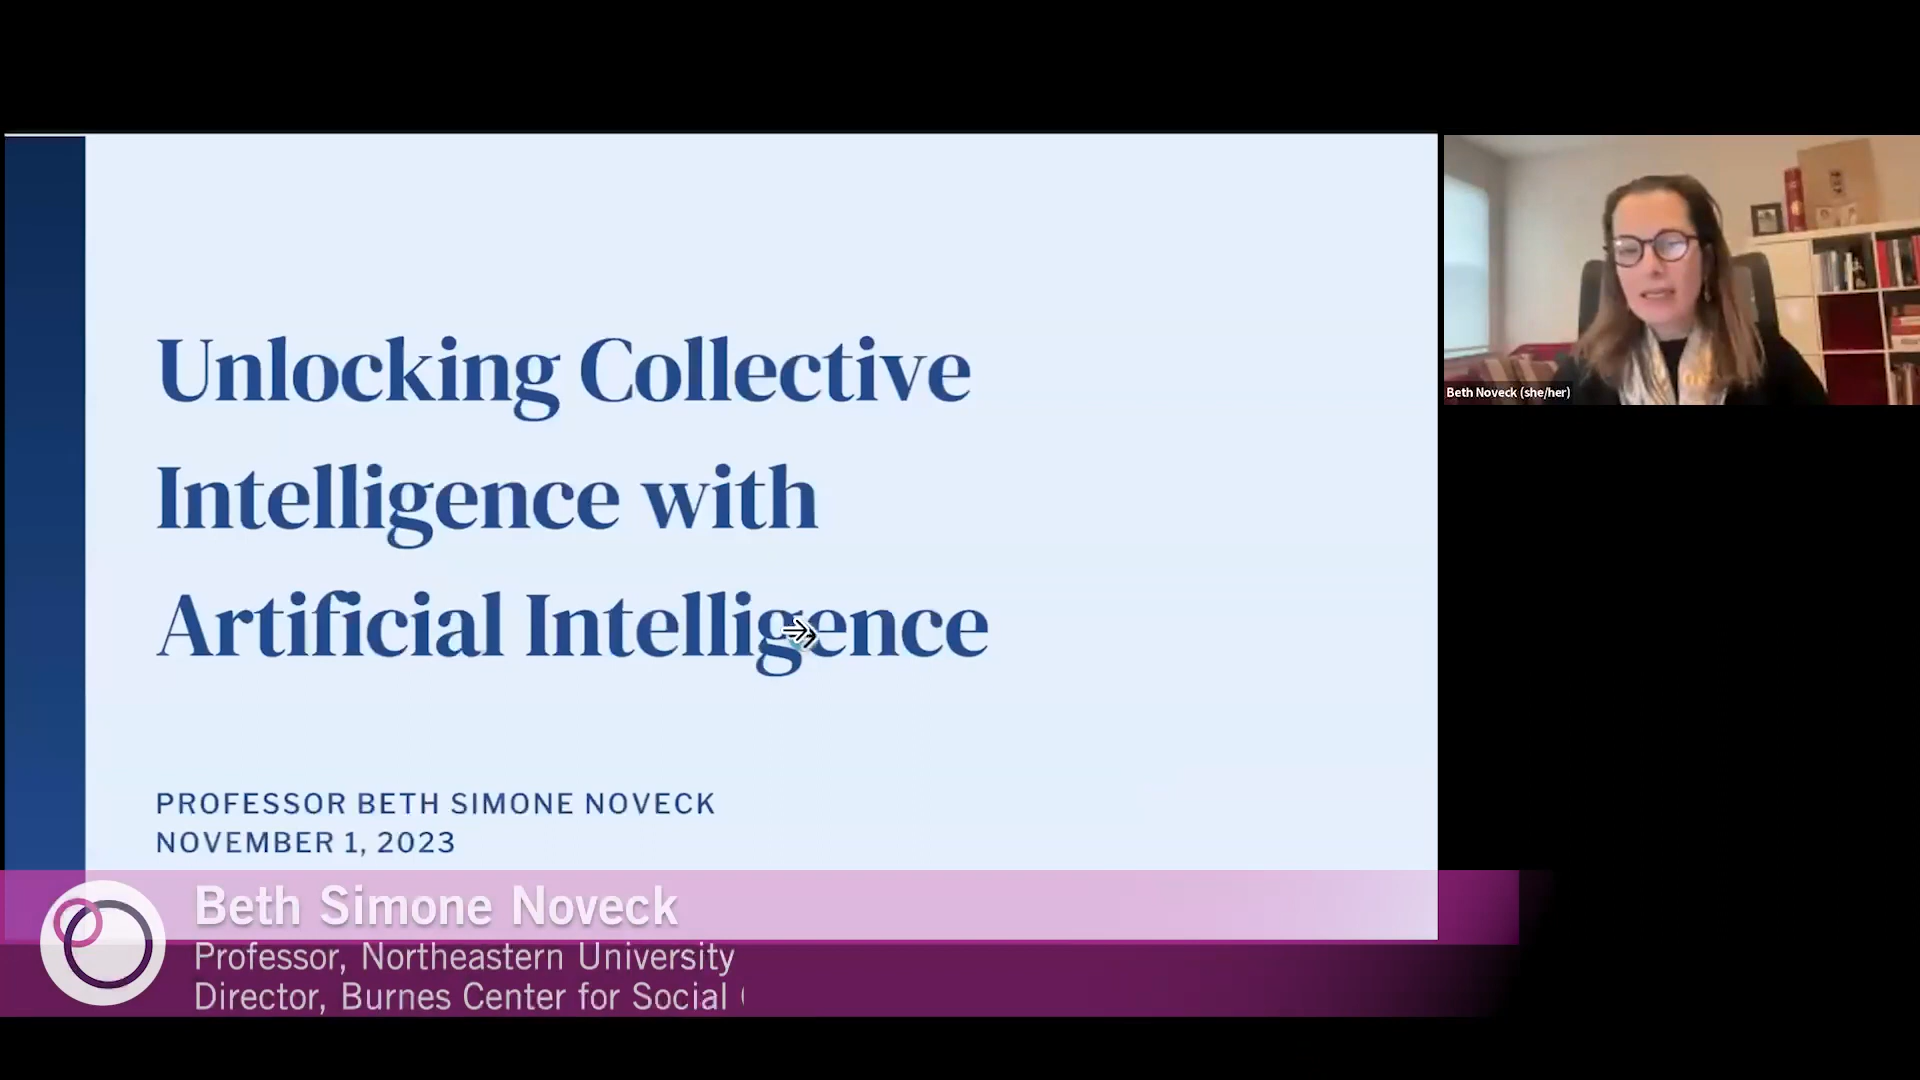 Unlocking Collective
Intelligence with
Artificial Intelligence
PROFESSOR BETH SIMONE NOVECK
NOVEMBER 1, 2023
Beth Noveck (she/her)
Beth Simone Noveck
Professor, Northeastern University
Director, Burnes Center for Social